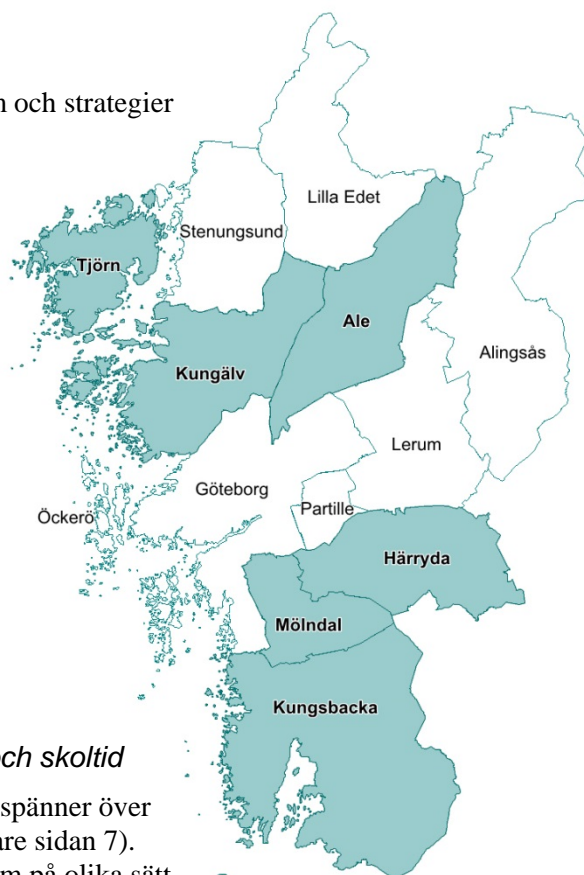 och strategier
Lilla Edet
Stenungsund
Tjörn
Ale
Alingsås
Kungälv
Lerum
Göteborg
Partille
Öckerö
Härryda
Mölndal
Kungsbacka
och skoltid
spänner över
are sidan 7).
m på olika sätt